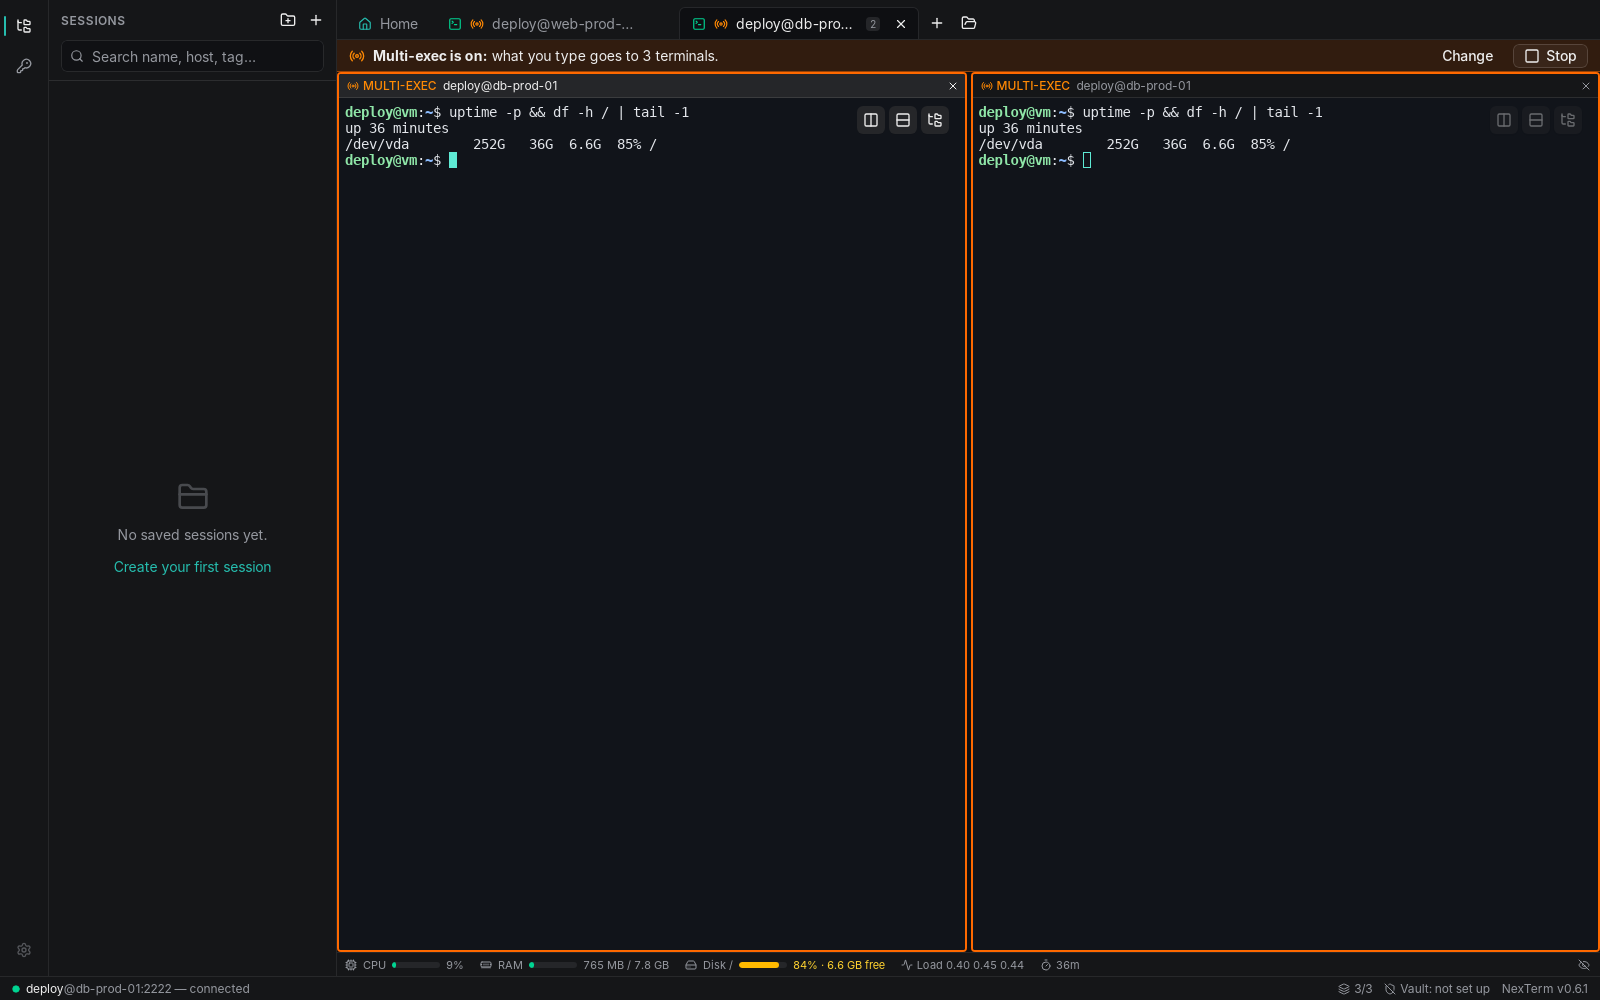 SESSIONS
Search name, host, tag...
No saved sessions yet.
Create your first session
Home
deploy@web-prod-...
deploy@db-pro...
2
Multi-exec is on: what you type goes to 3 terminals.
Change
Stop
MULTI-EXEC deploy@db-prod-01
deploy@vm:~$ uptime -p && df -h / | tail -1
up 36 minutes
/dev/vda        252G   36G  6.6G  85% /
deploy@vm:~$
MULTI-EXEC deploy@db-prod-01
deploy@vm:~$ uptime -p && df -h / | tail -1
up 36 minutes
/dev/vda        252G   36G  6.6G  85% /
deploy@vm:~$
CPU 9% RAM 765 MB / 7.8 GB Disk / 84% · 6.6 GB free Load 0.40 0.45 0.44 36m
deploy@db-prod-01:2222 — connected
3/3 Vault: not set up NexTerm v0.6.1